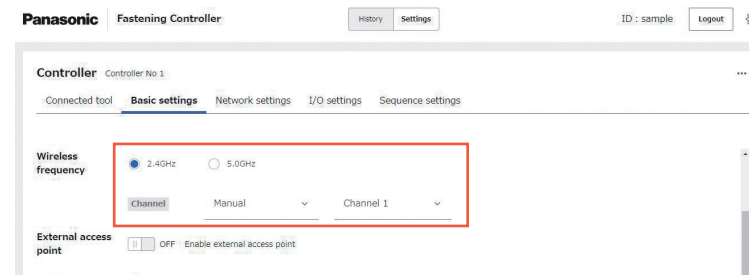 Panasonic Fastening Controller History Settings ID : sample Logout
Controller Controller No 1
Connected tool Basic settings Network settings I/O settings Sequence settings
Wireless
frequency
2.4GHz 5.0GHz
Channel Manual Channel 1
External access
point
OFF Enable external access point